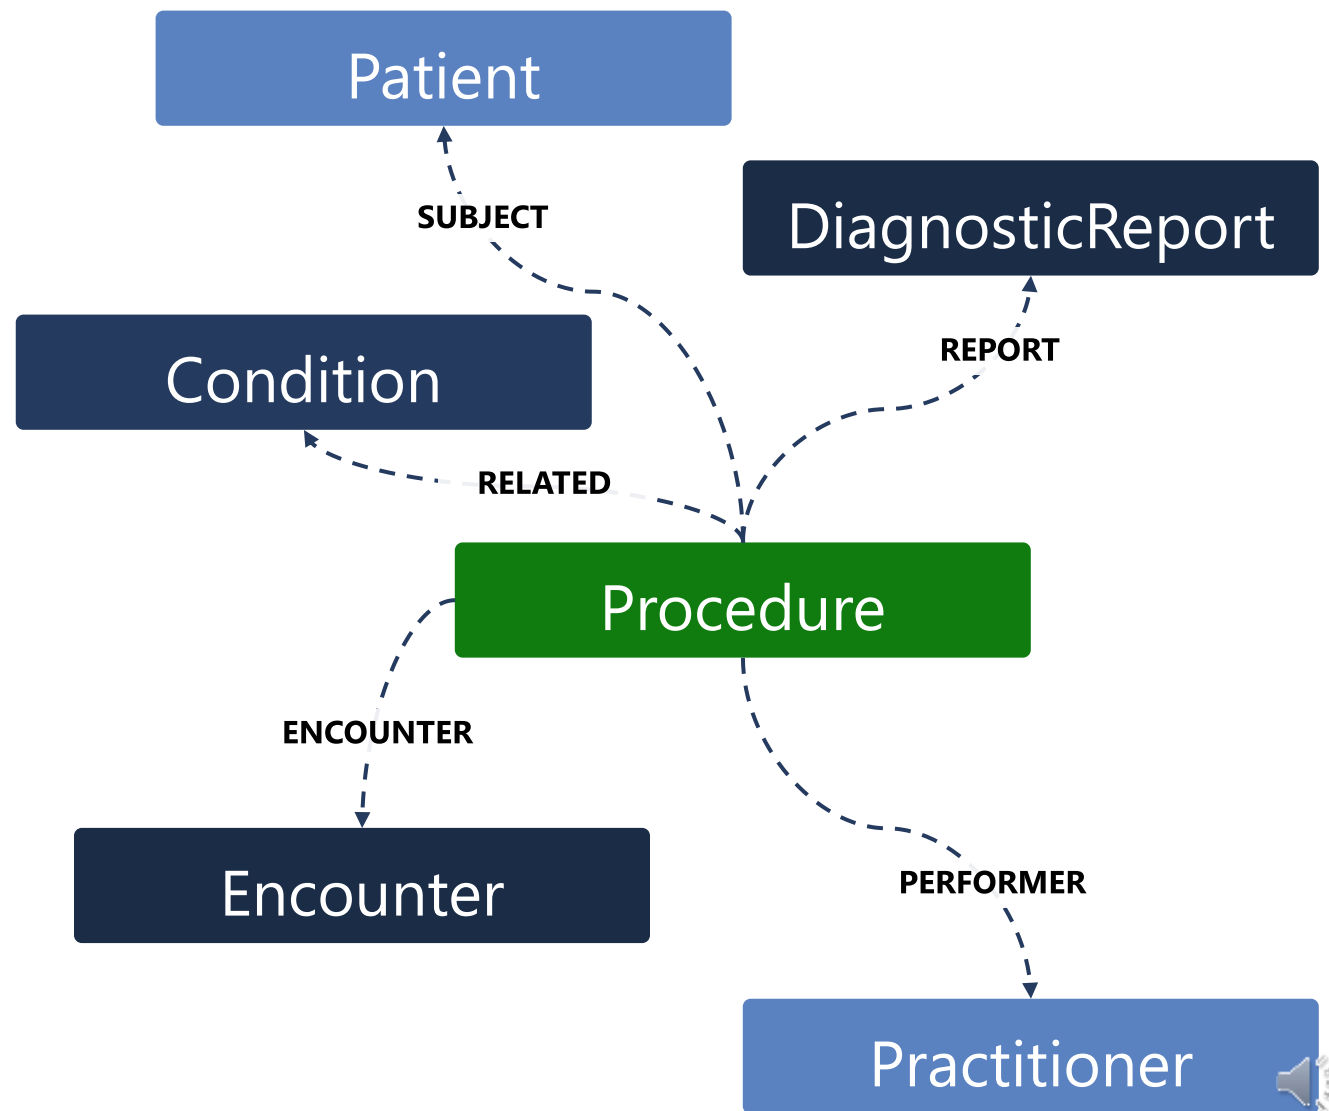 Patient
SUBJECT
DiagnosticReport
REPORT
Condition
RELATED
Procedure
ENCOUNTER
Encounter
PERFORMER
Practitioner